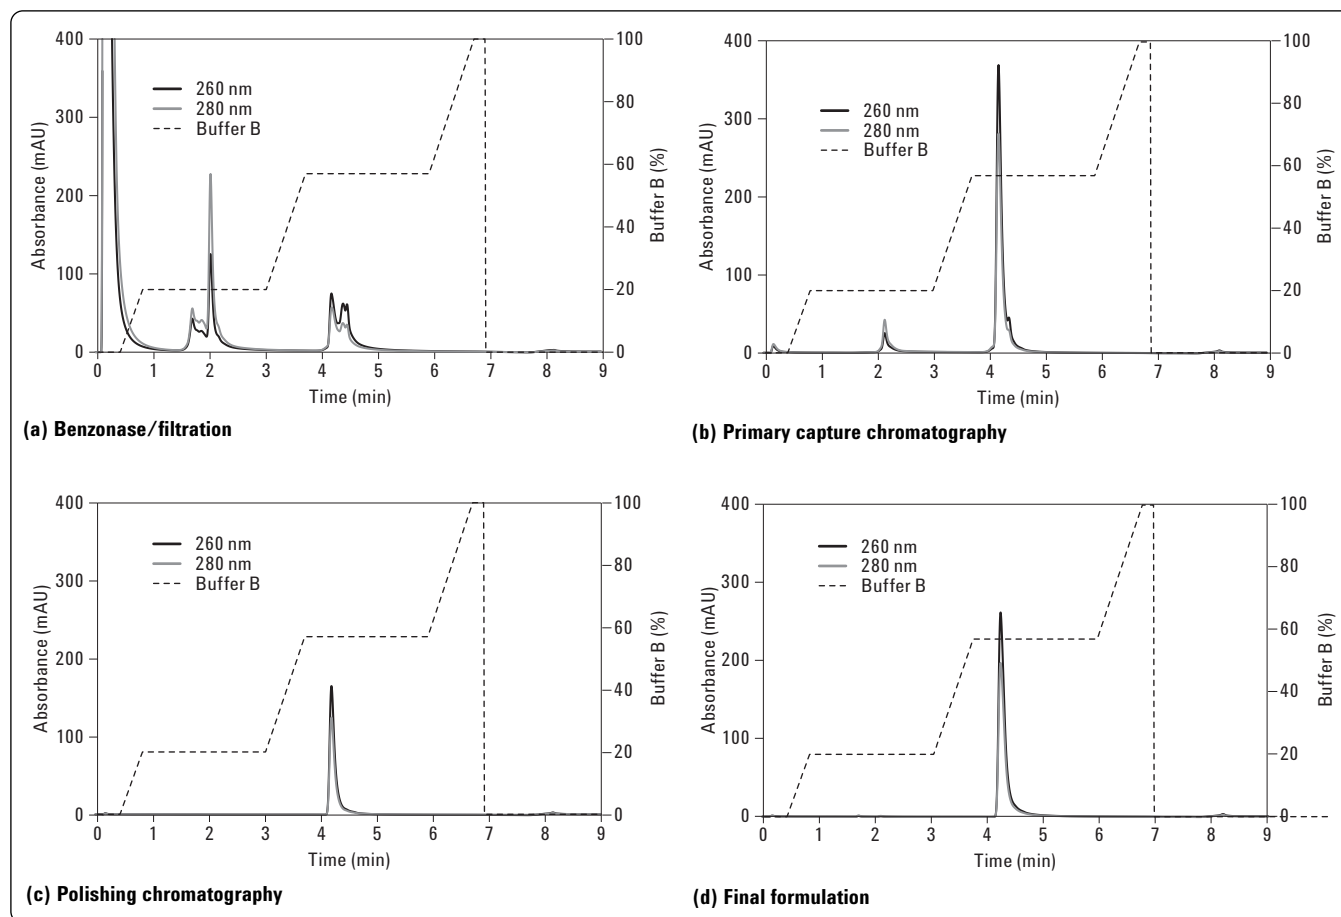 400
300
200
100
0
Absorbance (mAU)
260 nm
280 nm
Buffer B
100
80
60
40
20
0
Buffer B (%)
0 1 2 3 4 5 6 7 8 9
Time (min)
(a) Benzonase/filtration
400
300
200
100
0
Absorbance (mAU)
260 nm
280 nm
Buffer B
100
80
60
40
20
0
Buffer B (%)
0 1 2 3 4 5 6 7 8 9
Time (min)
(b) Primary capture chromatography
400
300
200
100
0
Absorbance (mAU)
260 nm
280 nm
Buffer B
100
80
60
40
20
0
Buffer B (%)
0 1 2 3 4 5 6 7 8 9
Time (min)
(c) Polishing chromatography
400
300
200
100
0
Absorbance (mAU)
260 nm
280 nm
Buffer B
100
80
60
40
20
0
Buffer B (%)
0 1 2 3 4 5 6 7 8 9
Time (min)
(d) Final formulation